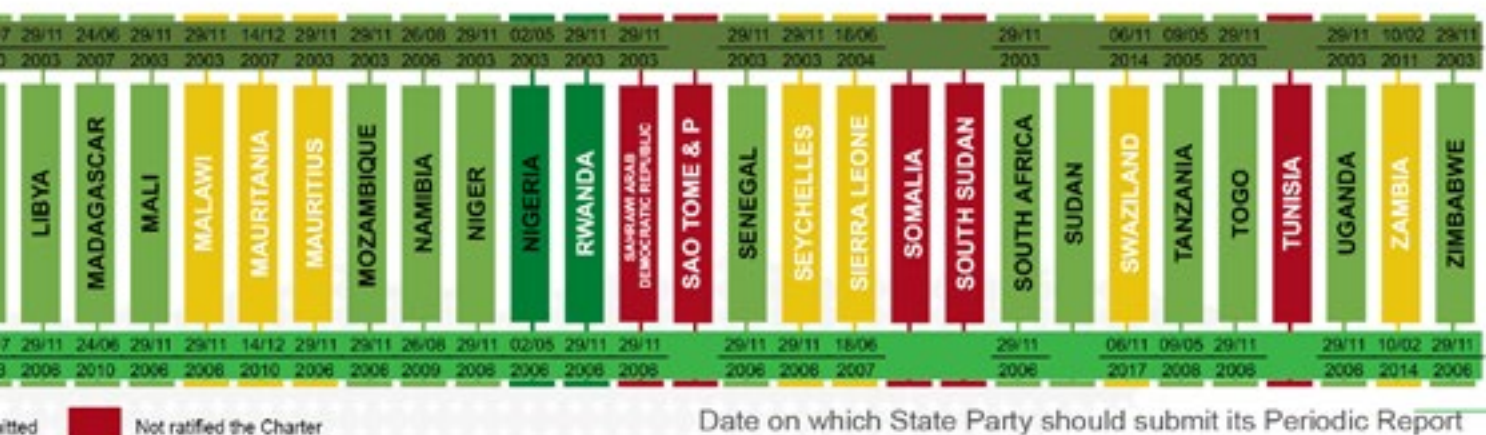 29/11 24/06 29/11 29/11 14/12 29/11 29/11 26/08 29/11 02/05 29/11 29/11 29/11 29/11 16/06 29/11 06/11 09/05 29/11 29/11 10/02 29/11
2003 2007 2003 2003 2007 2003 2003 2006 2003 2003 2003 2003 2003 2003 2004 2003 2014 2005 2003 2003 2011 2003
LIBYA
MADAGASCAR
MALI
MALAWI
MAURITANIA
MAURITIUS
MOZAMBIQUE
NAMIBIA
NIGER
NIGERIA
RWANDA
SAHRAWI ARAB
DEMOCRATIC REPUBLIC
SAO TOME & P
SENEGAL
SEYCHELLES
SIERRA LEONE
SOMALIA
SOUTH SUDAN
SOUTH AFRICA
SUDAN
SWAZILAND
TANZANIA
TOGO
TUNISIA
UGANDA
ZAMBIA
ZIMBABWE
29/11 24/06 29/11 29/11 14/12 29/11 29/11 26/08 29/11 02/05 29/11 29/11 29/11 29/11 18/06 29/11 06/11 09/05 29/11 29/11 10/02 29/11
2006 2010 2006 2006 2010 2006 2006 2009 2006 2006 2006 2006 2006 2006 2007 2006 2017 2008 2006 2006 2014 2006
itted Not ratified the Charter
Date on which State Party should submit its Periodic Report